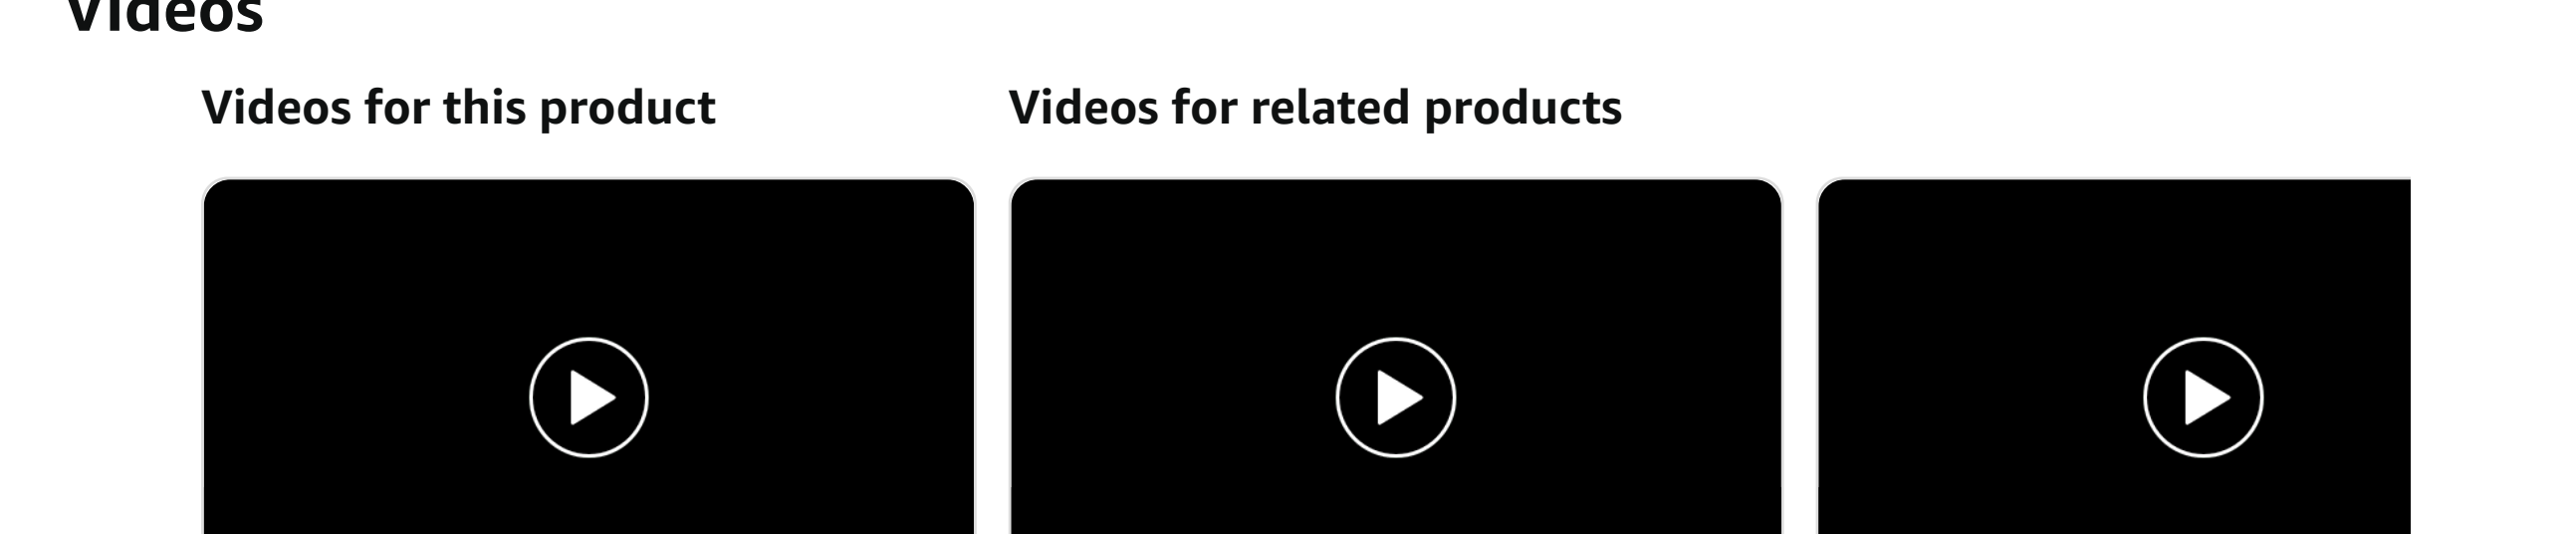 Videos
Videos for this product
Videos for related products